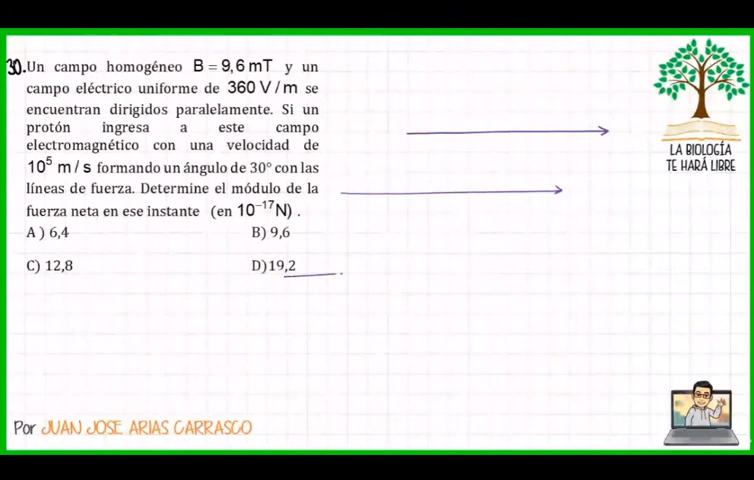 30. Un campo homogéneo B = 9,6 mT y un
campo eléctrico uniforme de 360 V / m se
encuentran dirigidos paralelamente. Si un
protón ingresa a este campo
electromagnético con una velocidad de
10⁵ m / s formando un ángulo de 30° con las
líneas de fuerza. Determine el módulo de la
fuerza neta en ese instante (en 10⁻¹⁷N) .
A ) 6,4 B) 9,6
C) 12,8 D)19,2
LA BIOLOGÍA
TE HARÁ LIBRE
Por JUAN JOSE ARIAS CARRASCO